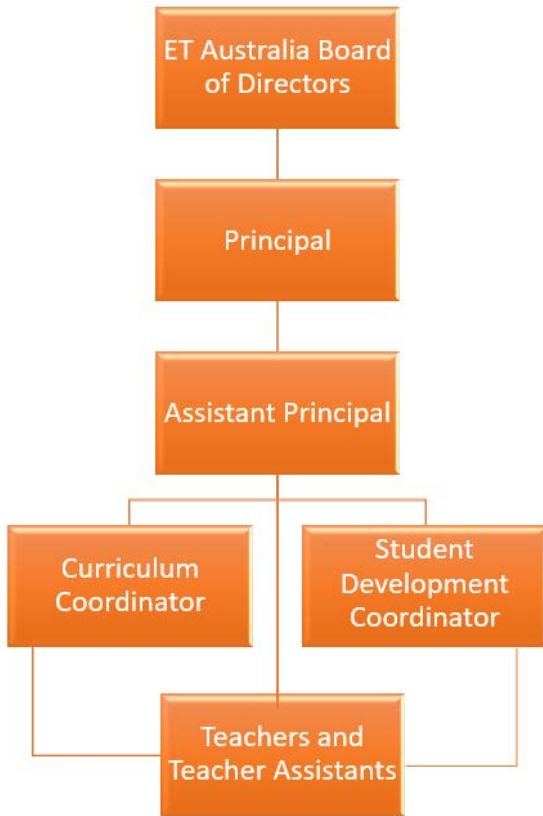 ET Australia Board
of Directors
Principal
Assistant Principal
Curriculum
Coordinator
Student
Development
Coordinator
Teachers and
Teacher Assistants